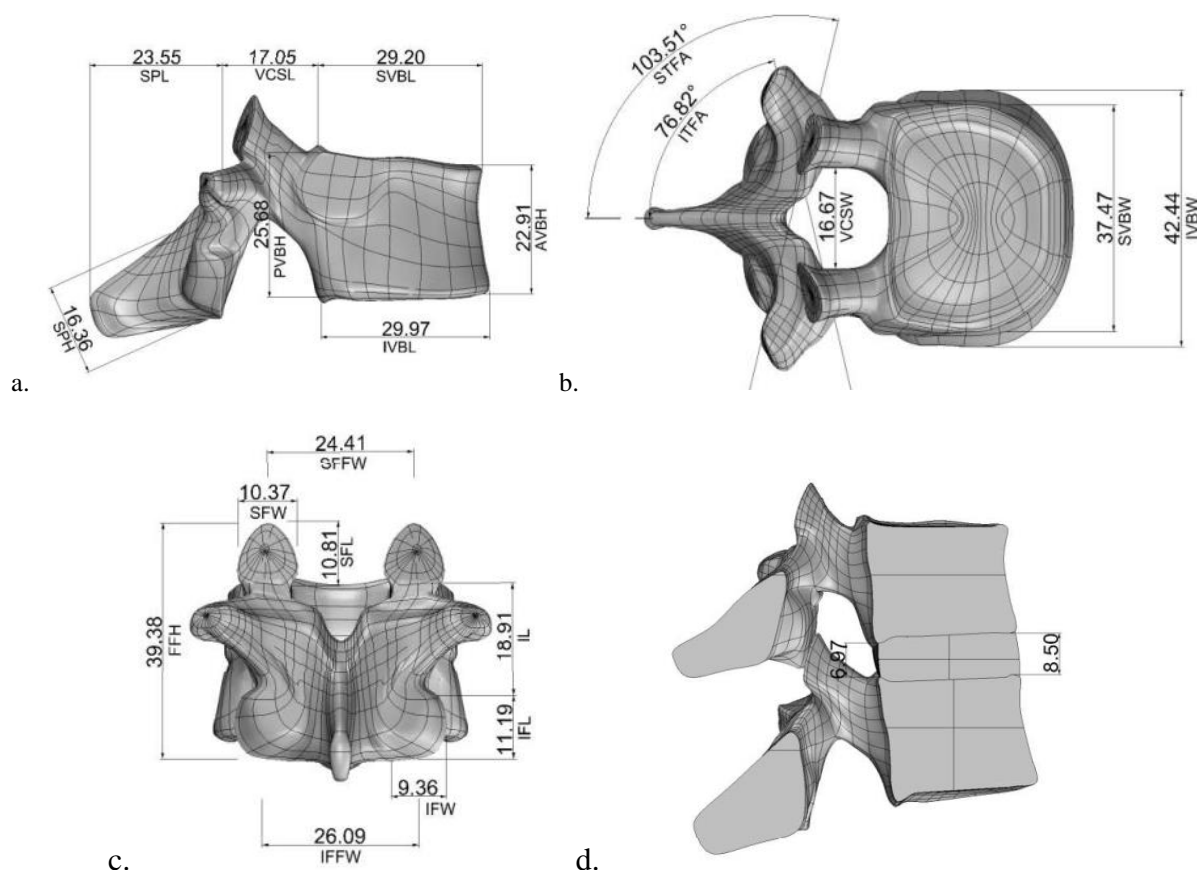 23.55
SPL
17.05
VCSL
29.20
SVBL
25.68
PVBH
22.91
AVBH
16.36
SPH
29.97
IVBL
a.
103.51°
STFA
76.82°
ITFA
16.67
VCSW
37.47
SVBW
42.44
IVBW
b.
24.41
SFFW
10.37
SFW
10.81
SFL
39.38
FFH
18.91
IL
11.19
IFL
9.36
IFW
26.09
IFFW
c.
6.97
8.50
d.